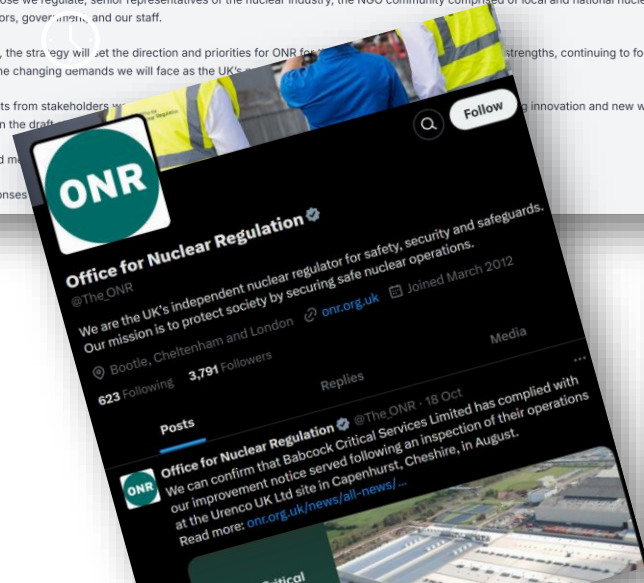 ose we regulate, senior representatives of the nuclear industry, the NGO community comprised of local and national
ors, government, and our staff.
, the strategy will set the direction and priorities for ONR for strengths, continuing to fo
he changing demands we will face as the UK's
ts from stakeholders g innovation and new w
n the draft
d me
onses
Follow
ONR
Office for Nuclear Regulation
@The_ONR
We are the UK's independent nuclear regulator for safety, security and safeguards.
Our mission is to protect society by securing safe nuclear operations.
Bootle, Cheltenham and London onr.org.uk Joined March 2012
623 Following 3,791 Followers
Posts Replies Media
ONR
Office for Nuclear Regulation @The_ONR · 18 Oct
We can confirm that Babcock Critical Services Limited has complied with
our improvement notice served following an inspection of their operations
at the Urenco UK Ltd site in Capenhurst, Cheshire, in August.
Read more: onr.org.uk/news/all-news/…
ritical